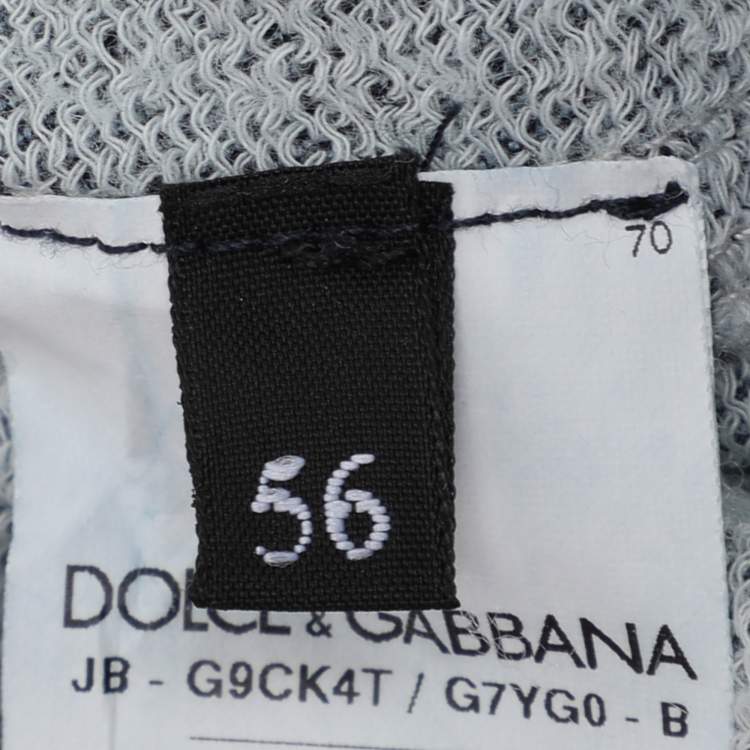 70
56
DOLCE & GABBANA
JB - G9CK4T / G7YG0 - B